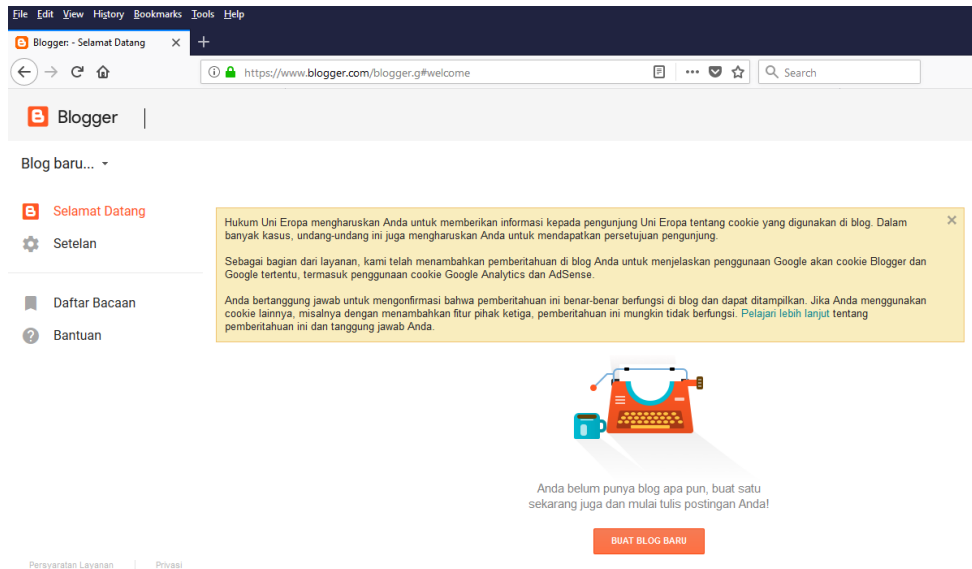 File Edit View History Bookmarks Tools Help
Blogger: - Selamat Datang
https://www.blogger.com/blogger.g#welcome
Search
Blogger
Blog baru...
Selamat Datang
Setelan
Daftar Bacaan
Bantuan
Hukum Uni Eropa mengharuskan Anda untuk memberikan informasi kepada pengunjung Uni Eropa tentang cookie yang digunakan di blog. Dalam
banyak kasus, undang-undang ini juga mengharuskan Anda untuk mendapatkan persetujuan pengunjung.
Sebagai bagian dari layanan, kami telah menambahkan pemberitahuan di blog Anda untuk menjelaskan penggunaan Google akan cookie Blogger dan
Google tertentu, termasuk penggunaan cookie Google Analytics dan AdSense.
Anda bertanggung jawab untuk mengonfirmasi bahwa pemberitahuan ini benar-benar berfungsi di blog dan dapat ditampilkan. Jika Anda menggunakan
cookie lainnya, misalnya dengan menambahkan fitur pihak ketiga, pemberitahuan ini mungkin tidak berfungsi. Pelajari lebih lanjut tentang
pemberitahuan ini dan tanggung jawab Anda.
Anda belum punya blog apa pun, buat satu
sekarang juga dan mulai tulis postingan Anda!
BUAT BLOG BARU
Persyaratan Layanan | Privasi